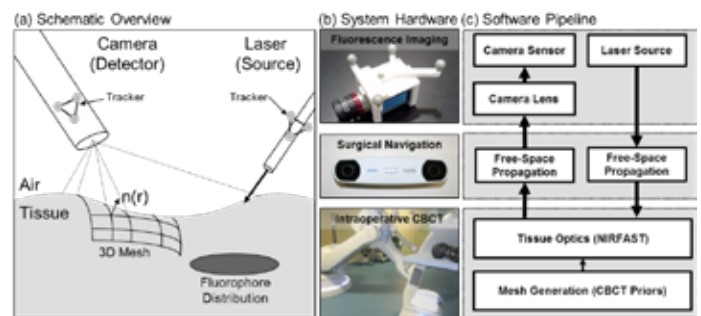 (a) Schematic Overview
Camera
(Detector)
Laser
(Source)
Tracker
Tracker
Air
Tissue
n(r)
3D Mesh
Fluorophore
Distribution
(b) System Hardware
Fluorescence Imaging
Surgical Navigation
Intraoperative CBCT
(c) Software Pipeline
Camera Sensor
Laser Source
Camera Lens
Free-Space
Propagation
Free-Space
Propagation
Tissue Optics (NIRFAST)
Mesh Generation (CBCT Priors)